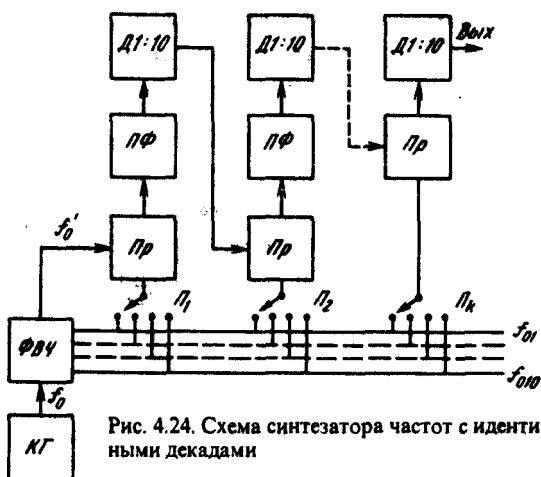 Д1:10 Д1:10 Д1:10 Вых
ПФ ПФ Пр
f₀' Пр Пр
П₁ П₂ Пₖ
ФВЧ f₀₁
f₀₁₀
f₀
КГ
Рис. 4.24. Схема синтезатора частот с иденти
ными декадами